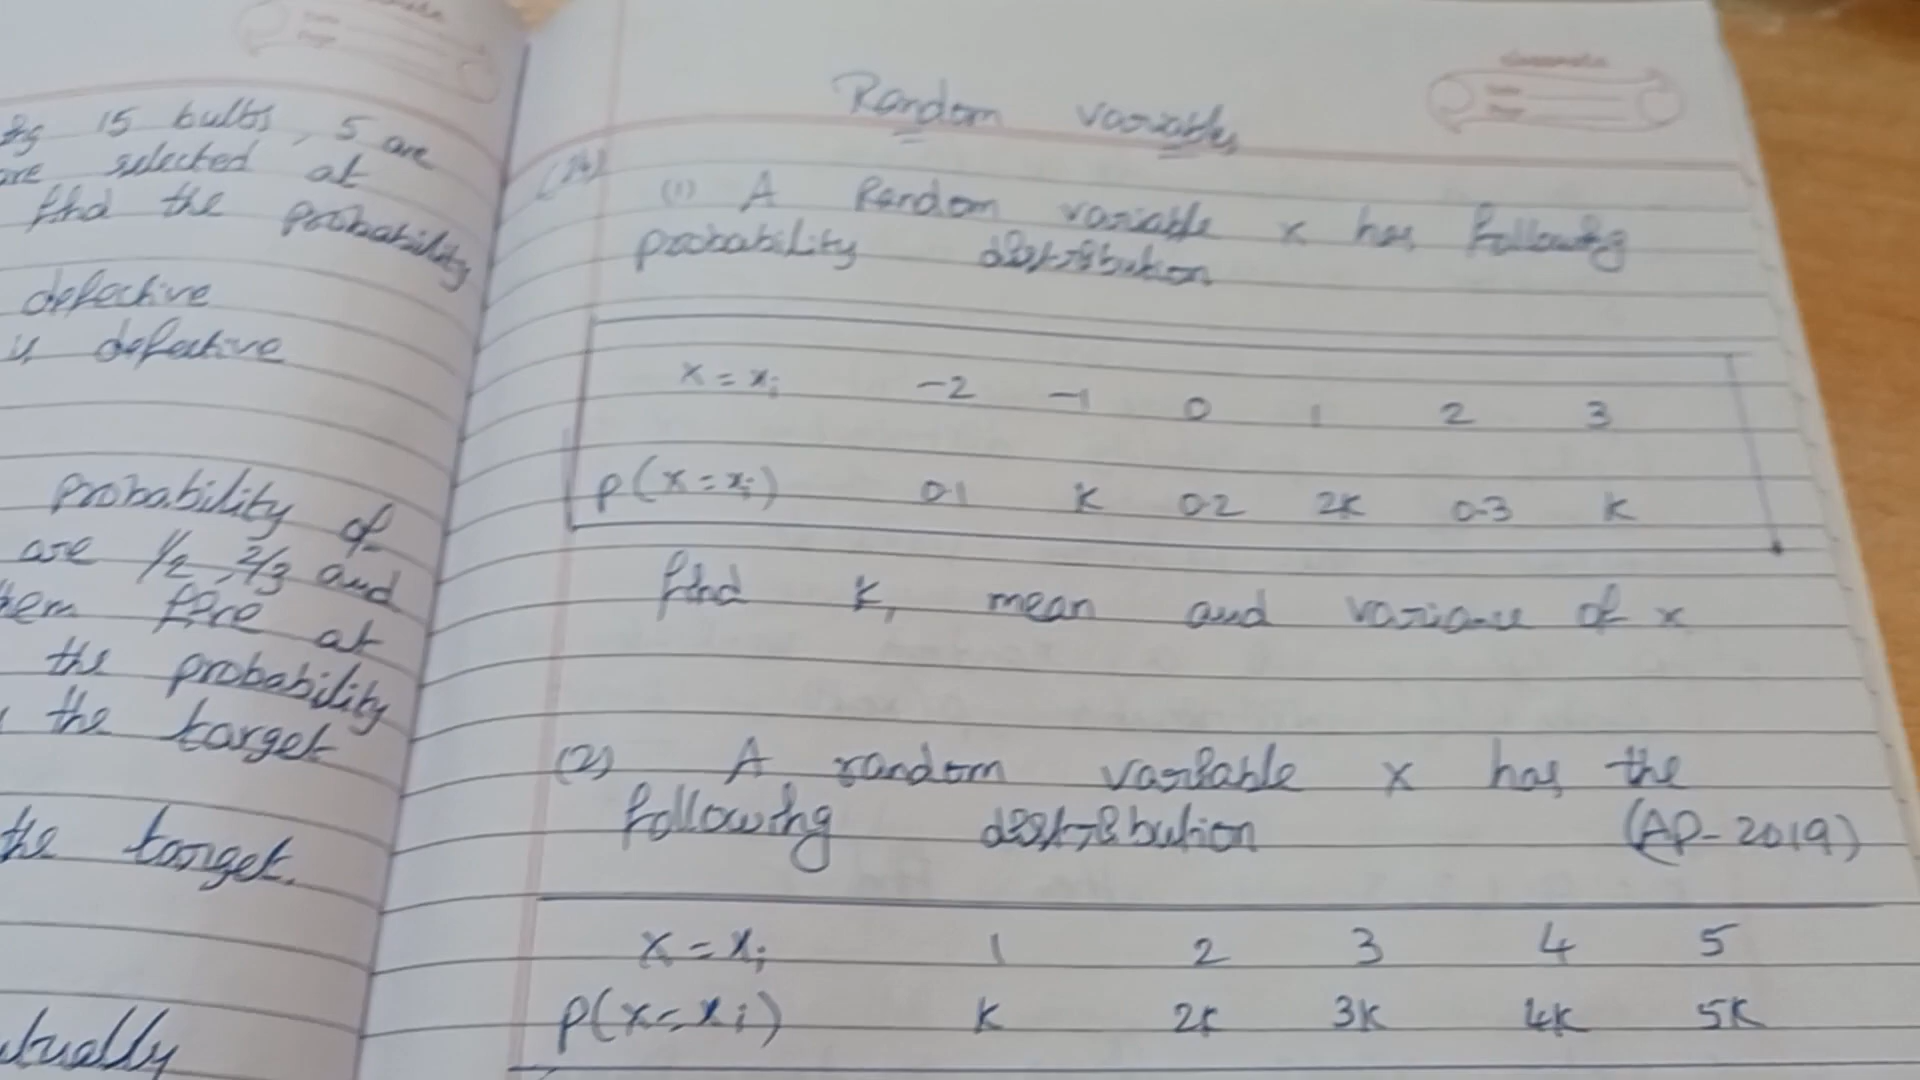 15 bulbs, 5 are
are selected at
find the probability
defective
is defective
probability of
are 1/2, 2/3 and
them fire at
the probability
the target
the target.
Random variables
(24)
(1) A Random variable x has following
probability distribution
x = xi -2 -1 0 1 2 3
P(x = xi) 0.1 K 0.2 2K 0.3 K
find K, mean and variance of x
(2) A random variable x has the
following distribution (AP-2019)
x = xi 1 2 3 4 5
P(x = xi) K 2K 3K 4K 5K